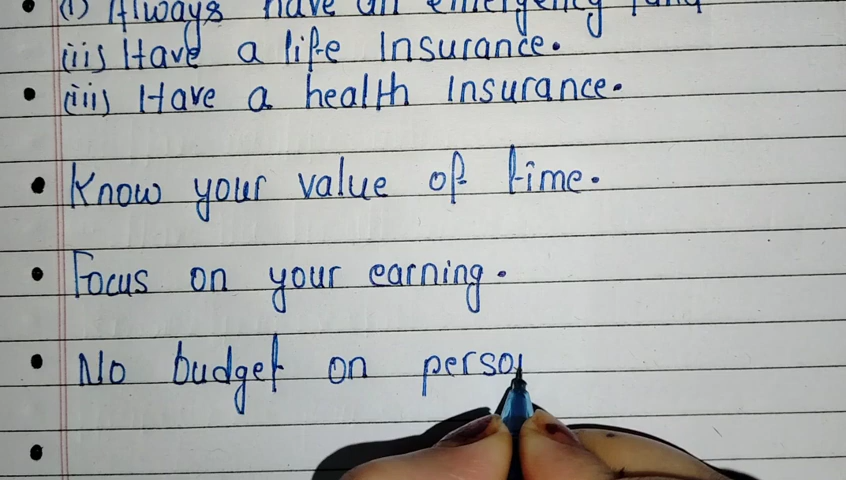 (i) Always have an emergency fund
(ii) Have a life Insurance.
(iii) Have a health Insurance.
Know your value of time.
Focus on your earning.
No budget on perso